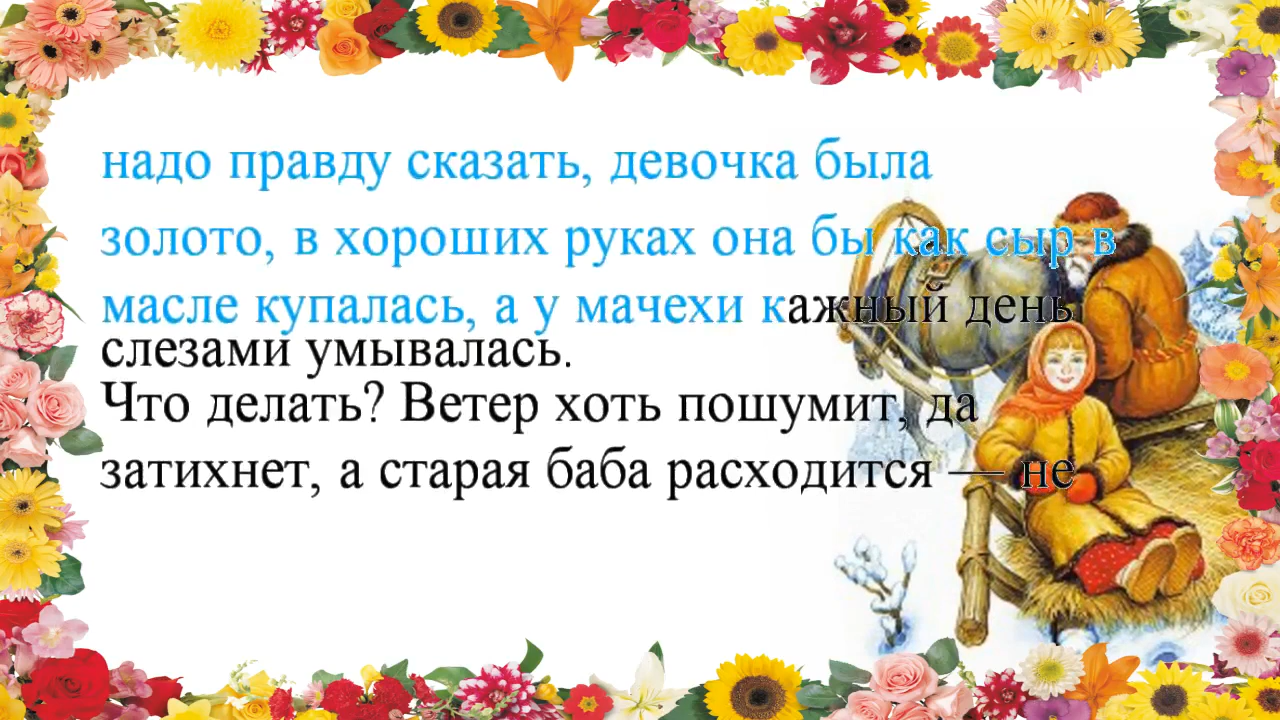 надо правду сказать, девочка была
золото, в хороших руках она бы как сыр в
масле купалась, а у мачехи кажный день
слезами умывалась.
Что делать? Ветер хоть пошумит, да
затихнет, а старая баба расходится — не